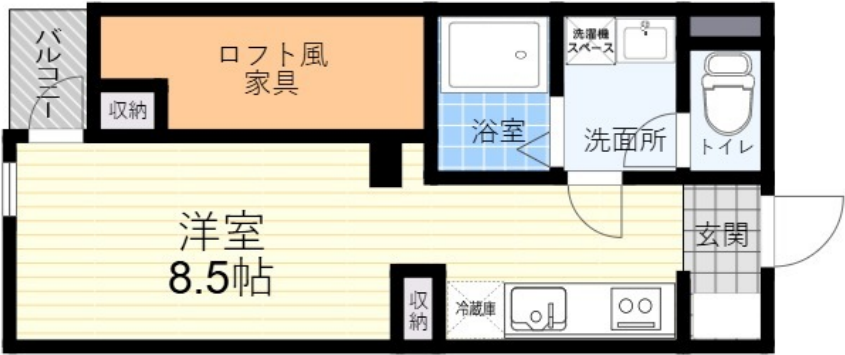 バルコニー
ロフト風
家具
収納
洗濯機
スペース
浴室
洗面所
トイレ
洋室
8.5帖
玄関
収納
冷蔵庫